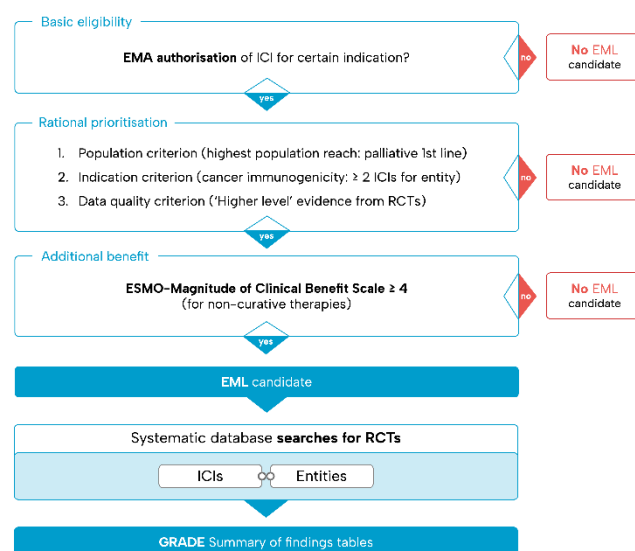 Basic eligibility
EMA authorisation of ICI for certain indication?
no
No EML
candidate
yes
Rational prioritisation
1. Population criterion (highest population reach: palliative 1st line)
2. Indication criterion (cancer immunogenicity: ≥ 2 ICIs for entity)
3. Data quality criterion ('Higher level' evidence from RCTs)
no
No EML
candidate
yes
Additional benefit
ESMO-Magnitude of Clinical Benefit Scale ≥ 4
(for non-curative therapies)
no
No EML
candidate
yes
EML candidate
Systematic database searches for RCTs
ICIs Entities
GRADE Summary of findings tables